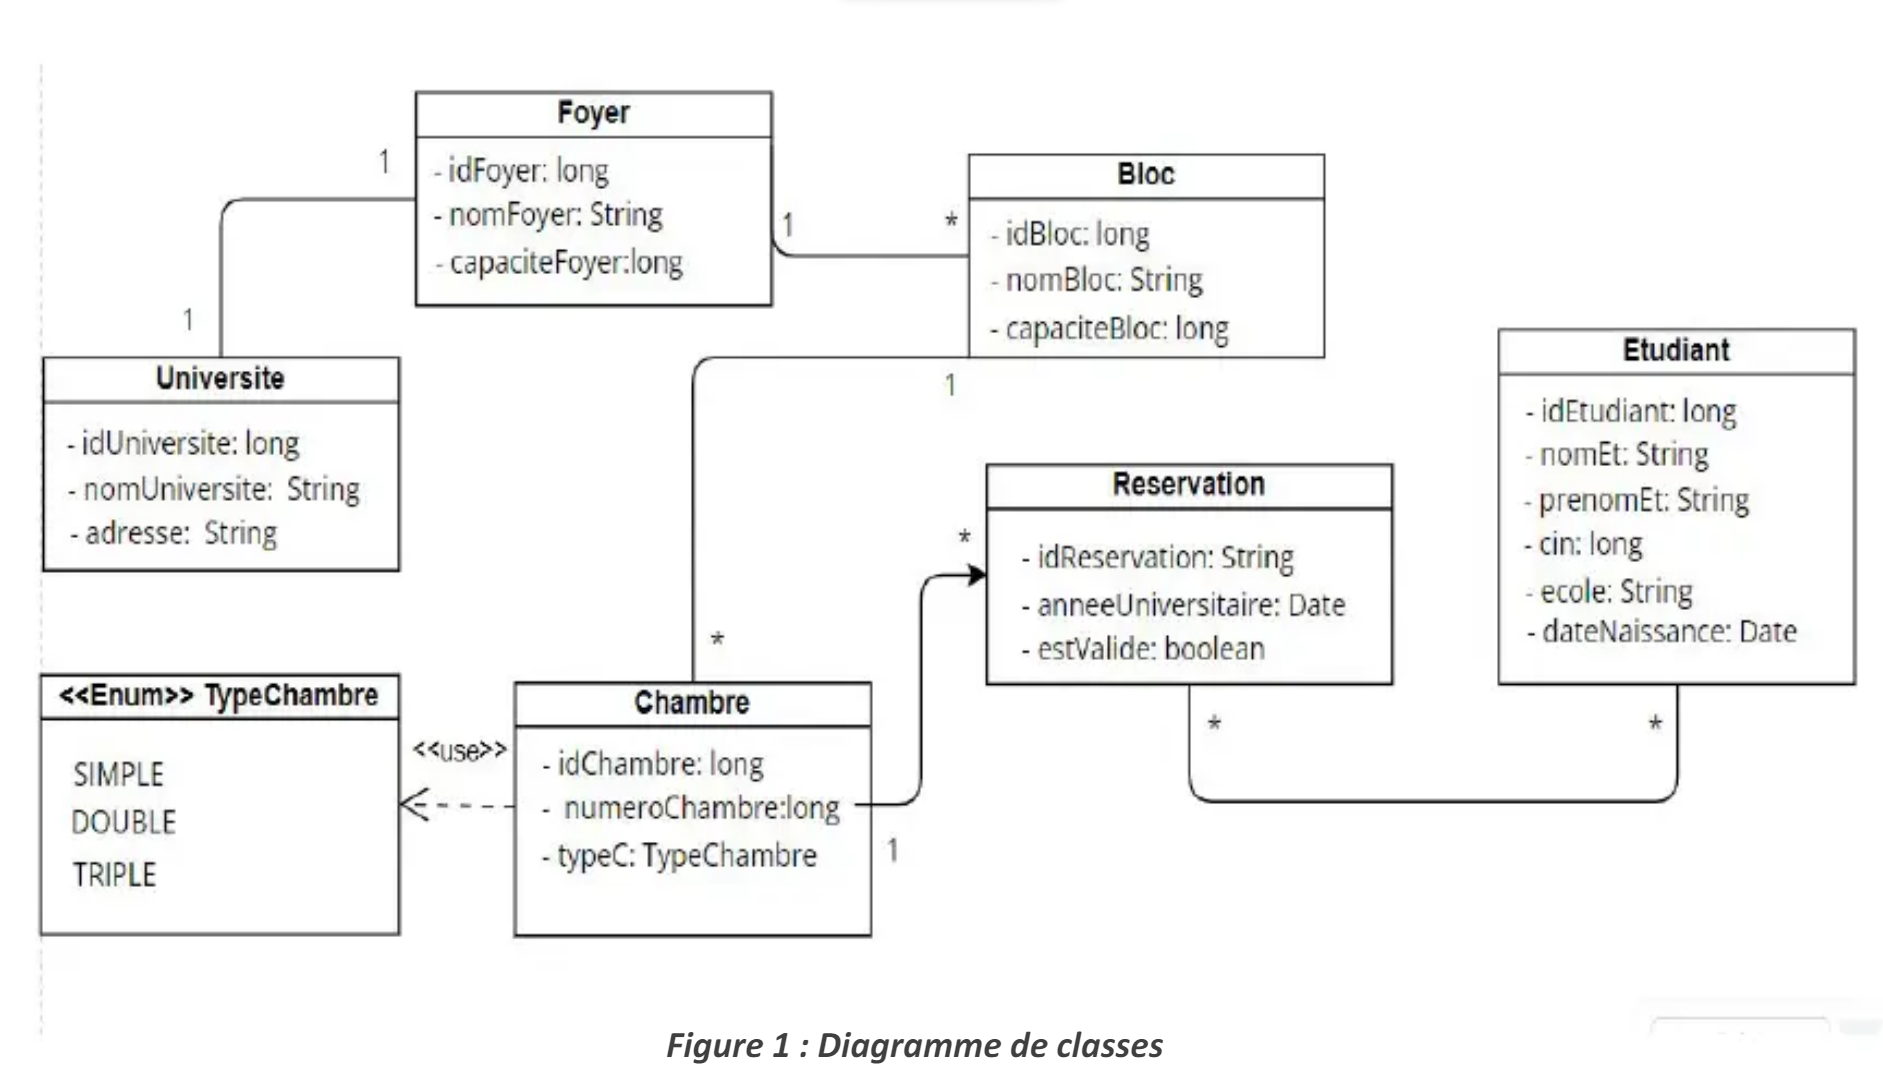 Foyer
- idFoyer: long
- nomFoyer: String
- capaciteFoyer:long
1
1
1
*
Bloc
- idBloc: long
- nomBloc: String
- capaciteBloc: long
1
*
Universite
- idUniversite: long
- nomUniversite: String
- adresse: String
Etudiant
- idEtudiant: long
- nomEt: String
- prenomEt: String
- cin: long
- ecole: String
- dateNaissance: Date
Reservation
- idReservation: String
- anneeUniversitaire: Date
- estValide: boolean
*
*
*
<<Enum>> TypeChambre
SIMPLE
DOUBLE
TRIPLE
<<use>>
Chambre
- idChambre: long
- numeroChambre:long
- typeC: TypeChambre
1
Figure 1 : Diagramme de classes